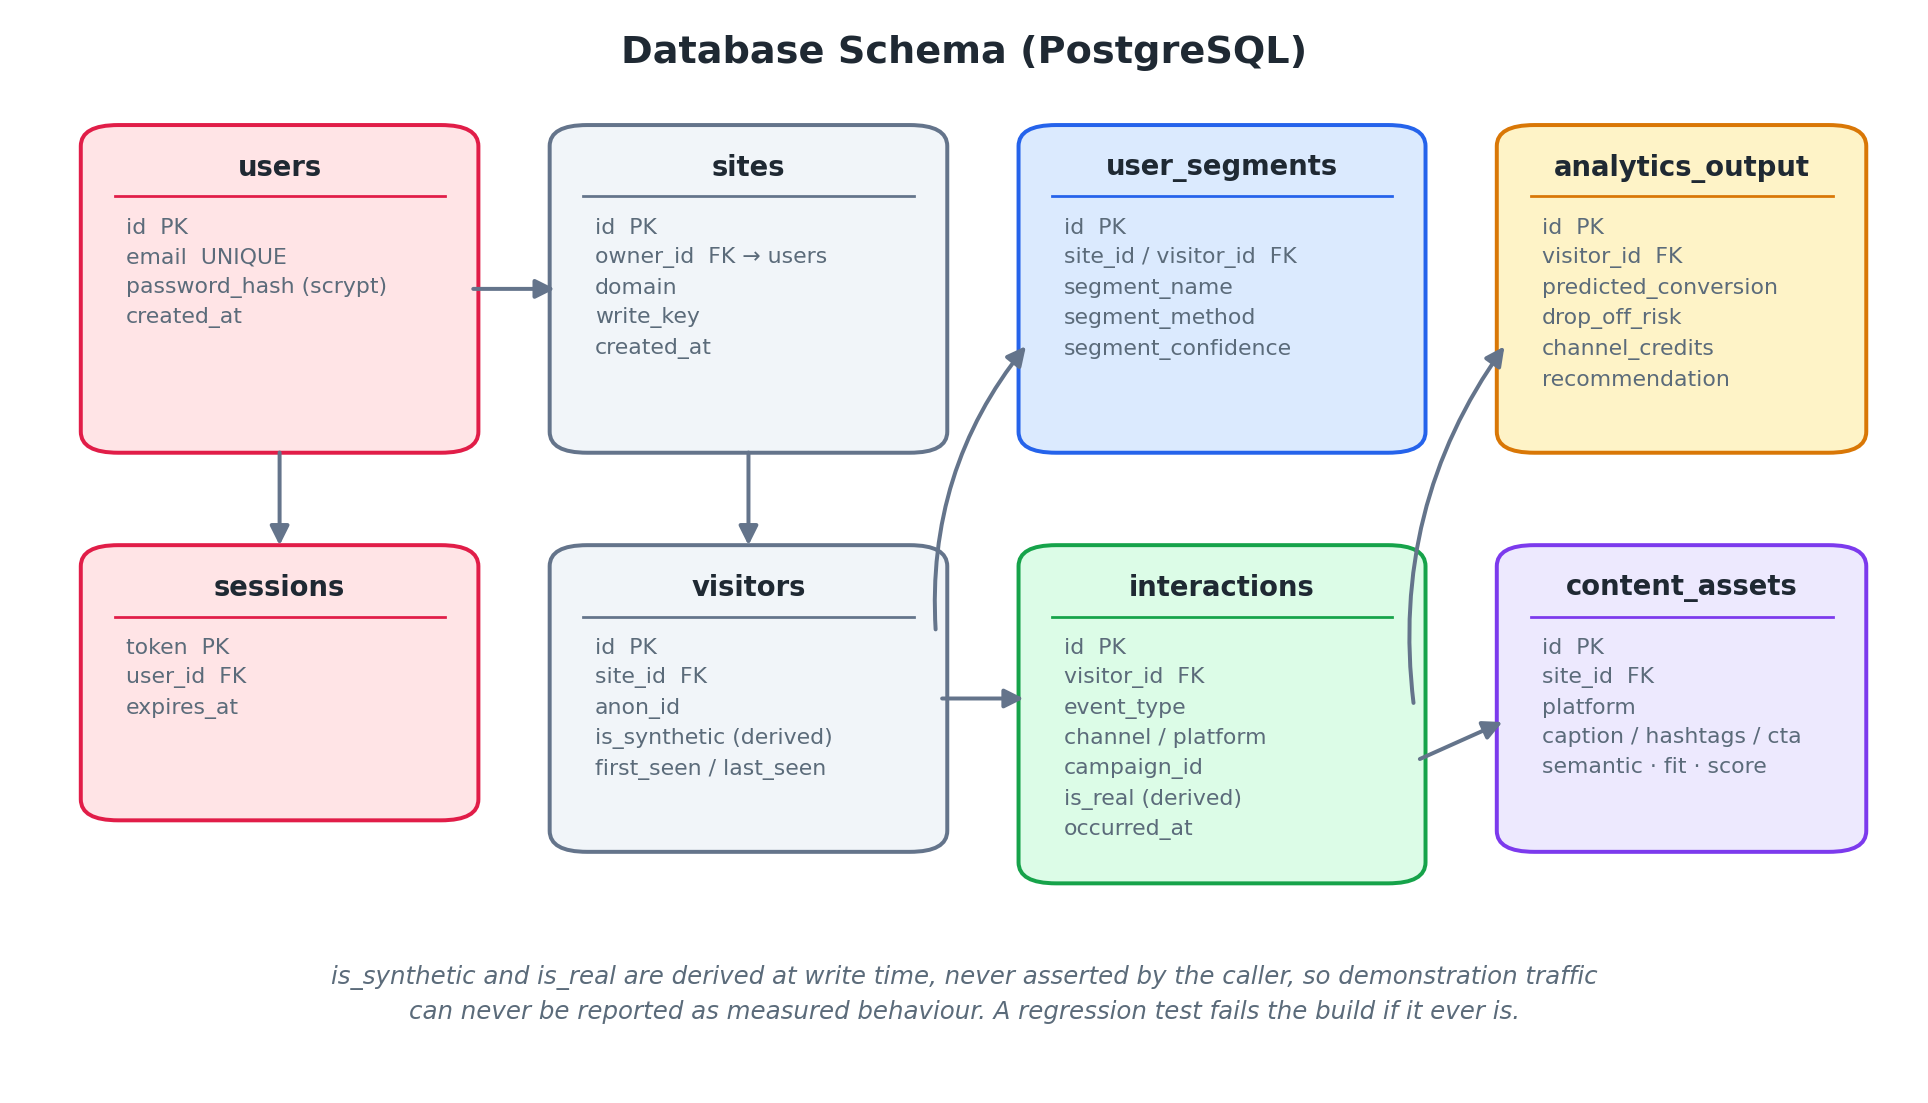 Database Schema (PostgreSQL)
users
id  PK
email  UNIQUE
password_hash (scrypt)
created_at
sites
id  PK
owner_id  FK → users
domain
write_key
created_at
user_segments
id  PK
site_id / visitor_id  FK
segment_name
segment_method
segment_confidence
analytics_output
id  PK
visitor_id  FK
predicted_conversion
drop_off_risk
channel_credits
recommendation
sessions
token  PK
user_id  FK
expires_at
visitors
id  PK
site_id  FK
anon_id
is_synthetic (derived)
first_seen / last_seen
interactions
id  PK
visitor_id  FK
event_type
channel / platform
campaign_id
is_real (derived)
occurred_at
content_assets
id  PK
site_id  FK
platform
caption / hashtags / cta
semantic · fit · score
is_synthetic and is_real are derived at write time, never asserted by the caller, so demonstration traffic
can never be reported as measured behaviour. A regression test fails the build if it ever is.